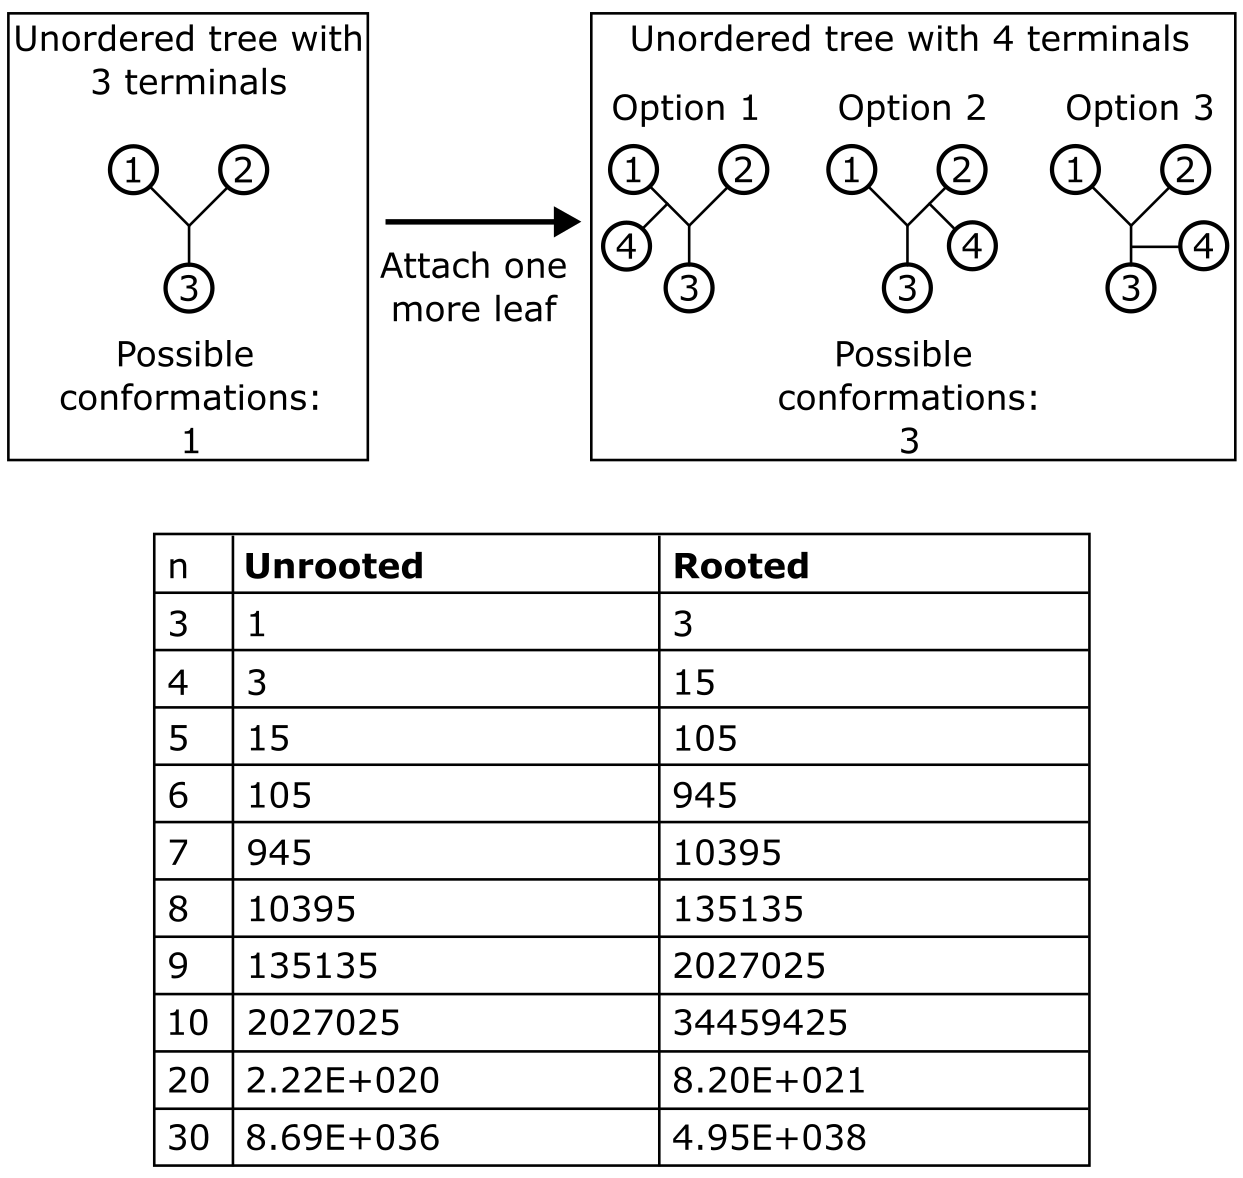 Unordered tree with
3 terminals
1 2
3
Possible
conformations:
1
Attach one
more leaf
Unordered tree with 4 terminals
Option 1 Option 2 Option 3
1 2 1 2 1 2
4 4 4
3 3 3
Possible
conformations:
3
n Unrooted Rooted
3 1 3
4 3 15
5 15 105
6 105 945
7 945 10395
8 10395 135135
9 135135 2027025
10 2027025 34459425
20 2.22E+020 8.20E+021
30 8.69E+036 4.95E+038